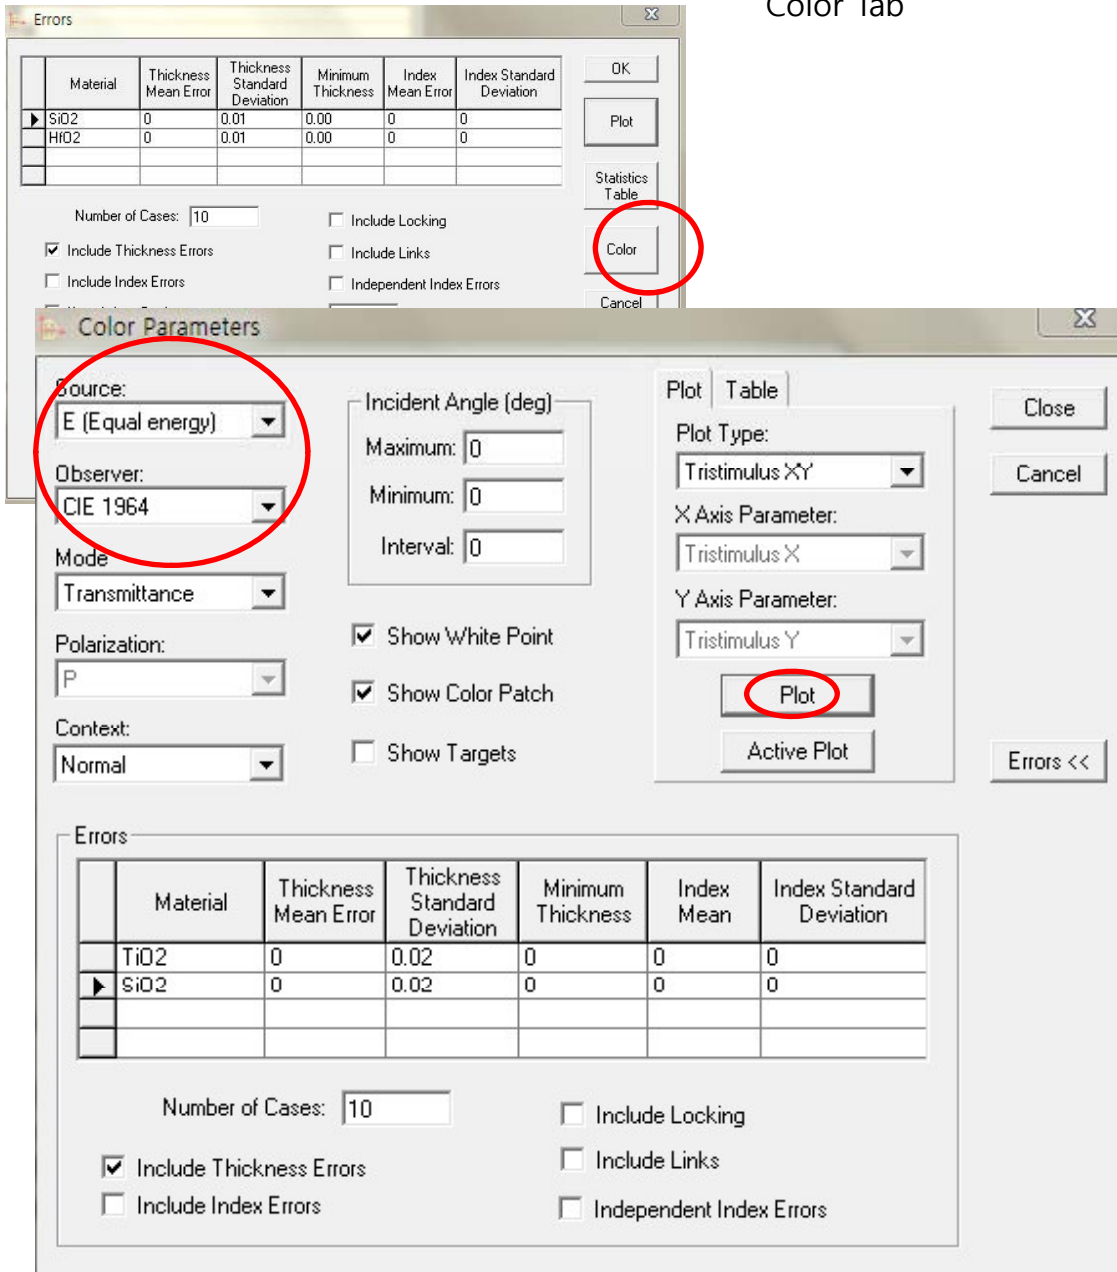 Color Tab
Errors
Material
Thickness Mean Error
Thickness Standard Deviation
Minimum Thickness
Index Mean Error
Index Standard Deviation
SiO2 0 0.01 0.00 0 0
HfO2 0 0.01 0.00 0 0
OK
Plot
Statistics Table
Color
Cancel
Number of Cases: 10
Include Locking
Include Thickness Errors
Include Links
Include Index Errors
Independent Index Errors
Color Parameters
Source:
E (Equal energy)
Observer:
CIE 1964
Mode
Transmittance
Polarization:
P
Context:
Normal
Incident Angle (deg)
Maximum: 0
Minimum: 0
Interval: 0
Show White Point
Show Color Patch
Show Targets
Plot Table
Plot Type:
Tristimulus XY
X Axis Parameter:
Tristimulus X
Y Axis Parameter:
Tristimulus Y
Plot
Active Plot
Close
Cancel
Errors <<
Errors
Material
Thickness Mean Error
Thickness Standard Deviation
Minimum Thickness
Index Mean
Index Standard Deviation
TiO2 0 0.02 0 0 0
SiO2 0 0.02 0 0 0
Number of Cases: 10
Include Locking
Include Thickness Errors
Include Links
Include Index Errors
Independent Index Errors